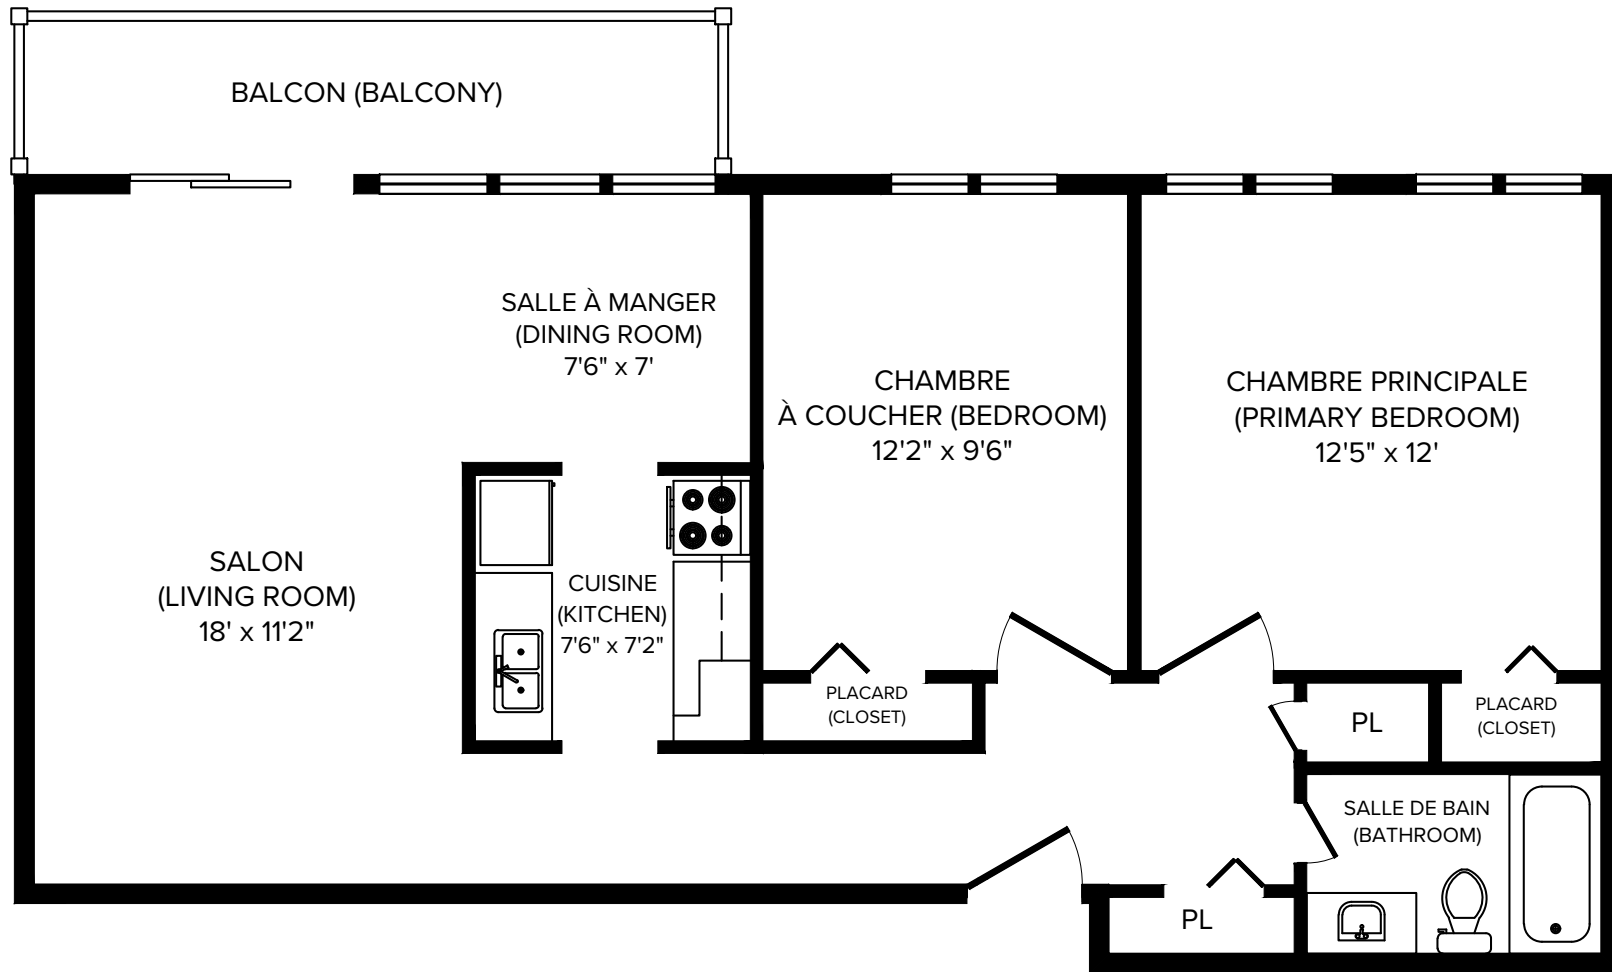 BALCON (BALCONY)
SALLE À MANGER
(DINING ROOM)
7'6" x 7'
CHAMBRE
À COUCHER (BEDROOM)
12'2" x 9'6"
CHAMBRE PRINCIPALE
(PRIMARY BEDROOM)
12'5" x 12'
SALON
(LIVING ROOM)
18' x 11'2"
CUISINE
(KITCHEN)
7'6" x 7'2"
PLACARD
(CLOSET)
PL
PLACARD
(CLOSET)
SALLE DE BAIN
(BATHROOM)
PL